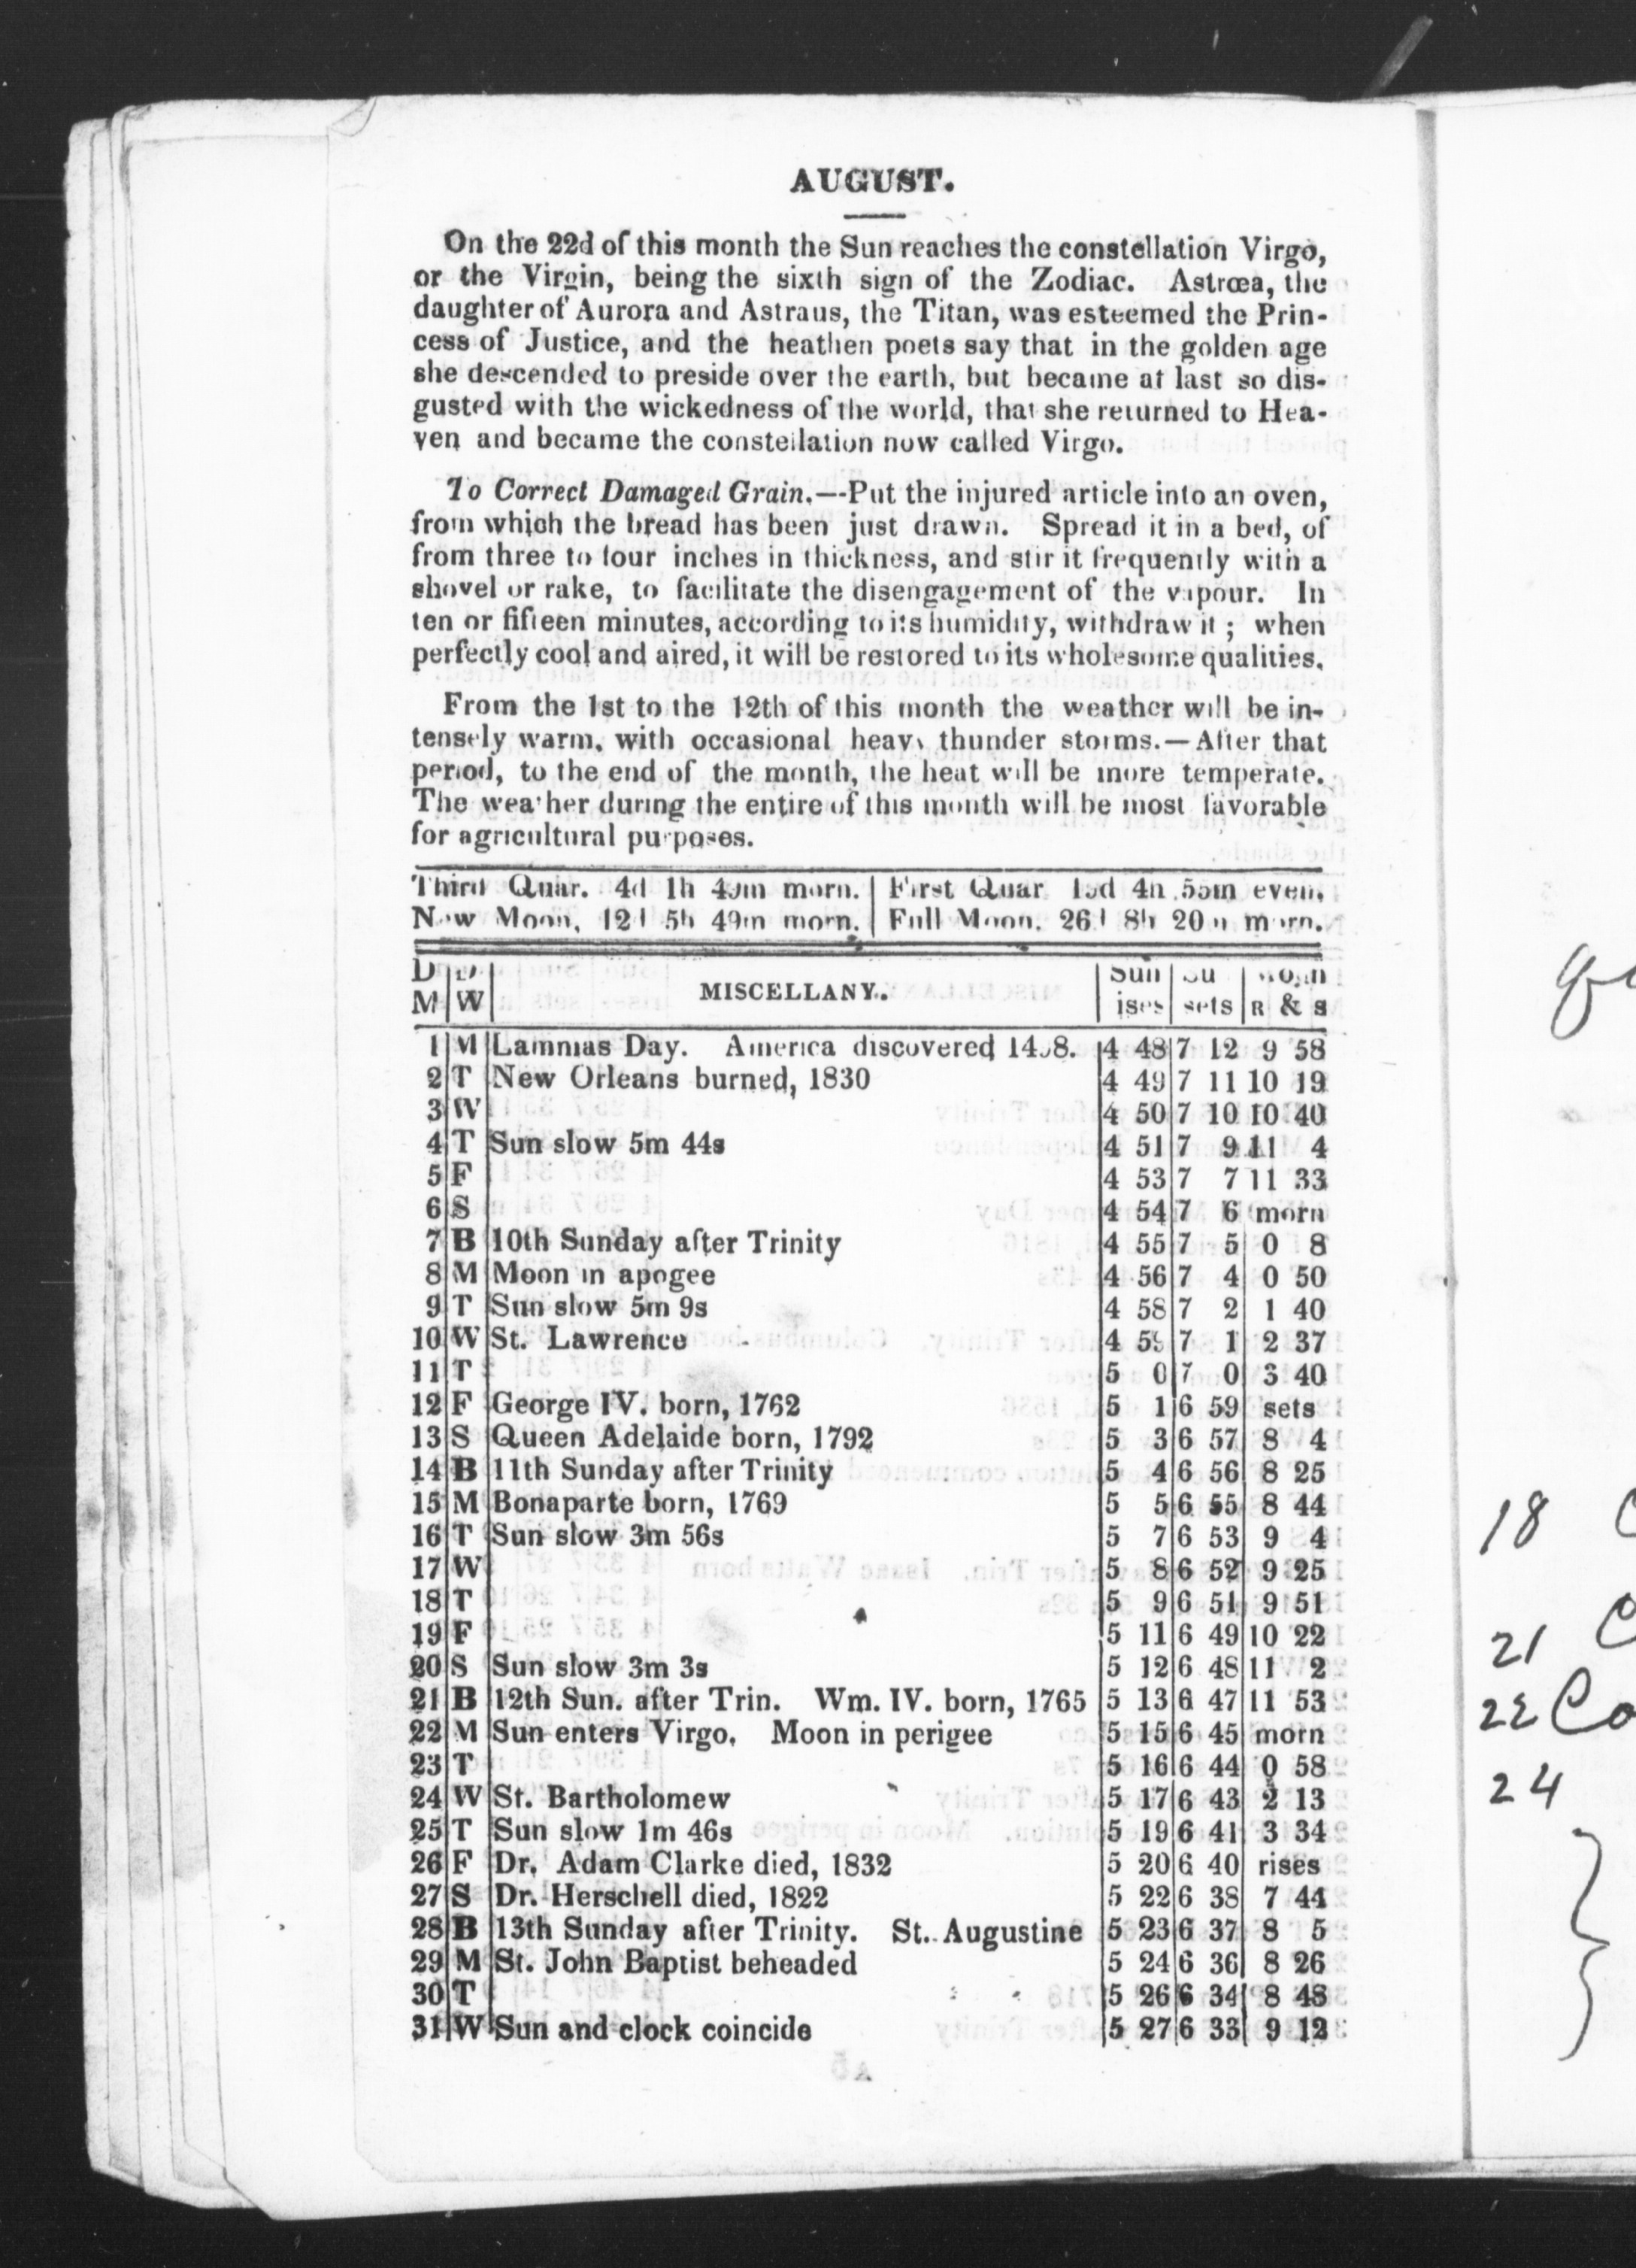 AUGUST.
On the 22d of this month the Sun reaches the constellation Virgo,
or the Virgin, being the sixth sign of the Zodiac. Astrœa, the
daughter of Aurora and Astraus, the Titan, was esteemed the Prin-
cess of Justice, and the heathen poets say that in the golden age
she descended to preside over the earth, but became at last so dis-
gusted with the wickedness of the world, that she returned to Hea-
ven and became the constellation now called Virgo.
To Correct Damaged Grain.—Put the injured article into an oven,
from which the bread has been just drawn. Spread it in a bed, of
from three to four inches in thickness, and stir it frequently with a
shovel or rake, to facilitate the disengagement of the vapour. In
ten or fifteen minutes, according to its humidity, withdraw it ; when
perfectly cool and aired, it will be restored to its wholesome qualities.
From the 1st to the 12th of this month the weather will be in-
tensely warm, with occasional heavy thunder storms.—After that
period, to the end of the month, the heat will be more temperate.
The weather during the entire of this month will be most favorable
for agricultural purposes.
Third Quar. 4d 1h 49m morn. | First Quar 4h 55m even.
New Moon, 12d 5h 49m morn. | Full Moon, 26d 8h 20m morn.
D M | D W | MISCELLANY. | Sun ises | Su sets | Moon R & s
1 M Lammas Day. America discovered 4 48 7 12 9 58
2 T New Orleans burned, 1830 4 49 7 11 10 19
3 W 4 50 7 10 10 40
4 T Sun slow 5m 44s 4 51 7 9 11 4
5 F 4 53 7 7 11 33
6 S 4 54 7 6 morn
7 B 10th Sunday after Trinity 4 55 7 5 0 8
8 M Moon in apogee 4 56 7 4 0 50
9 T Sun slow 5m 9s 4 58 7 2 1 40
10 W St. Lawrence 4 59 7 1 2 37
11 T 5 0 7 0 3 40
12 F George IV. born, 1762 5 1 6 59 sets
13 S Queen Adelaide born, 1792 5 3 6 57 8 4
14 B 11th Sunday after Trinity 5 4 6 56 8 25
15 M Bonaparte born, 1769 5 5 6 55 8 44
16 T Sun slow 3m 56s 5 7 6 53 9 4
17 W 5 8 6 52 9 25
18 T 5 9 6 51 9 51
19 F 5 11 6 49 10 22
20 S Sun slow 3m 3s 5 12 6 48 11 2
21 B 12th Sun. after Trin. Wm. IV. born, 1765 5 13 6 47 11 53
22 M Sun enters Virgo. Moon in perigee 5 15 6 45 morn
23 T 5 16 6 44 0 58
24 W St. Bartholomew 5 17 6 43 2 13
25 T Sun slow 1m 46s 5 19 6 41 3 34
26 F Dr. Adam Clarke died, 1832 5 20 6 40 rises
27 S Dr. Herschell died, 1822 5 22 6 38 7 44
28 B 13th Sunday after Trinity. St. Augustine 5 23 6 37 8 5
29 M St. John Baptist beheaded 5 24 6 36 8 26
30 T 5 26 6 34 8 48
31 W Sun and clock coincide 5 27 6 33 9 12
18
21
22 Co
24